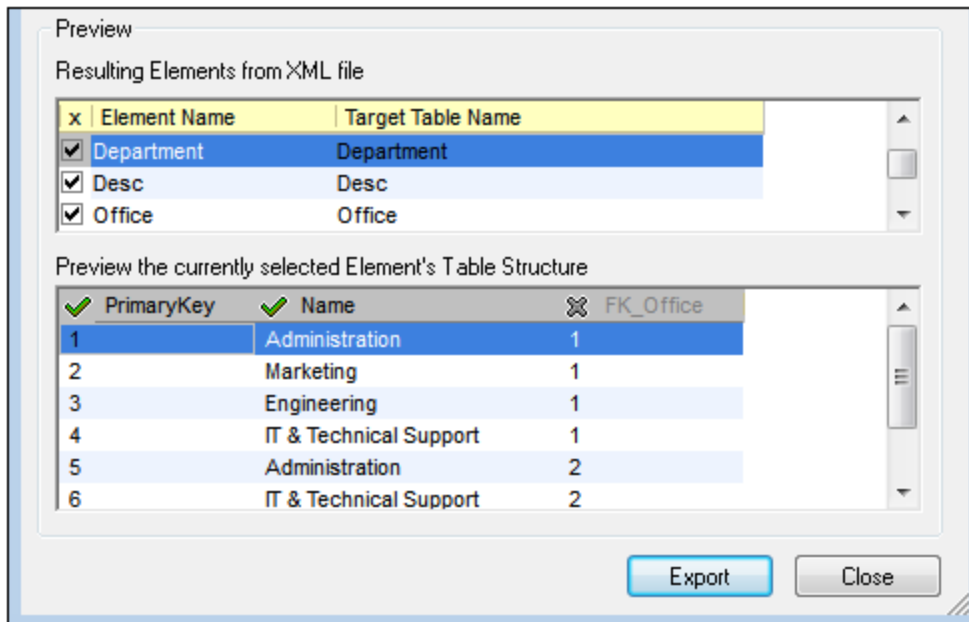 Preview
Resulting Elements from XML file
x Element Name Target Table Name
Department Department
Desc Desc
Office Office
Preview the currently selected Element's Table Structure
PrimaryKey Name FK_Office
1 Administration 1
2 Marketing 1
3 Engineering 1
4 IT & Technical Support 1
5 Administration 2
6 IT & Technical Support 2
Export Close